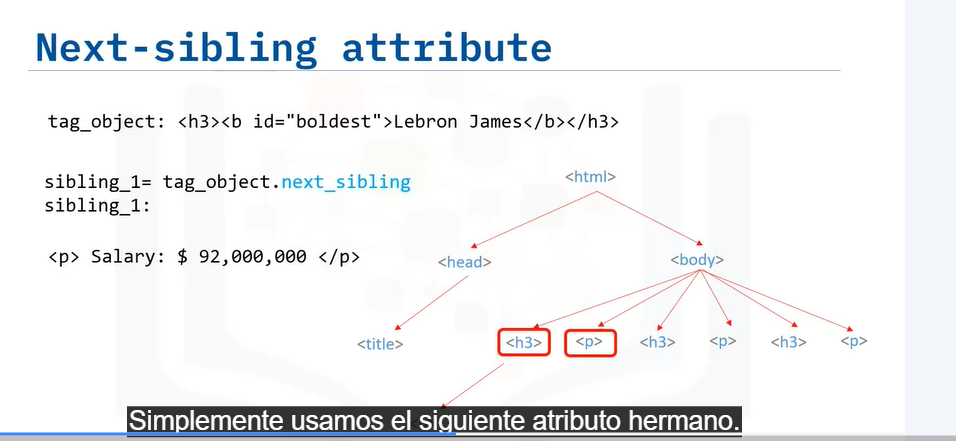 Next-sibling attribute
tag_object: <h3><b id="boldest">Lebron James</b></h3>
sibling_1= tag_object.next_sibling
sibling_1:
<p> Salary: $ 92,000,000 </p>
<html>
<head>
<body>
<title>
<h3>
<p>
<h3>
<p>
<h3>
<p>
Simplemente usamos el siguiente atributo hermano.